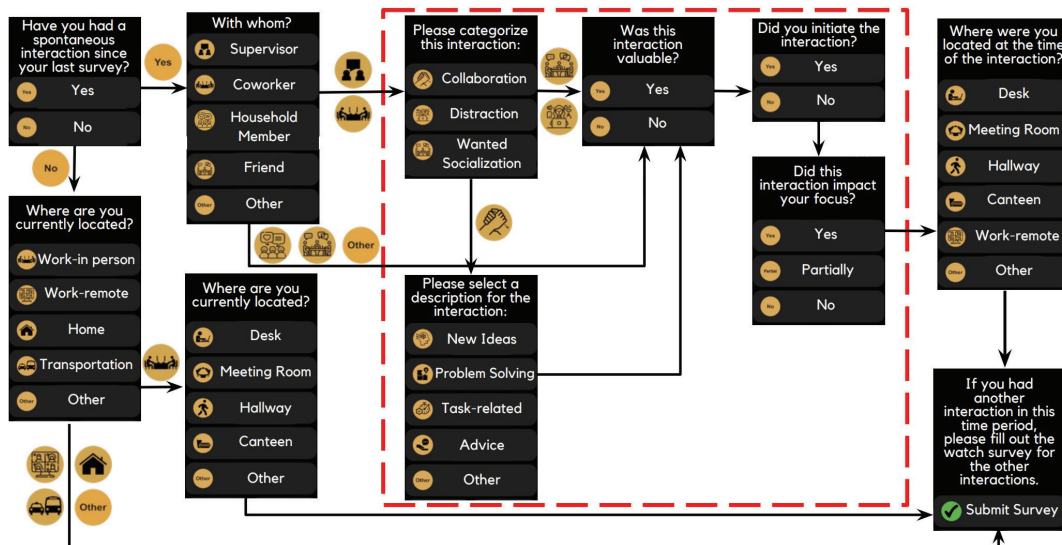 Have you had a
spontaneous
interaction since
your last survey?
Yes
Yes
No
No
Yes
No
Where are you
currently located?
Work-in person
Work-remote
Home
Transportation
Other
Other
Other
With whom?
Supervisor
Coworker
Household
Member
Friend
Other
Other
Other
Where are you
currently located?
Desk
Meeting Room
Hallway
Canteen
Other
Other
Please categorize
this interaction:
Collaboration
Distraction
Wanted
Socialization
Please select a
description for the
interaction:
New Ideas
Problem Solving
Task-related
Advice
Other
Other
Was this
interaction
valuable?
Yes
Yes
No
No
Did you initiate the
interaction?
Yes
Yes
No
No
Did this
interaction impact
your focus?
Yes
Yes
Partial
Partially
No
No
Where were you
located at the time
of the interaction?
Desk
Meeting Room
Hallway
Canteen
Work-remote
Other
Other
If you had
another
interaction in this
time period,
please fill out the
watch survey for
the other
interactions.
Submit Survey